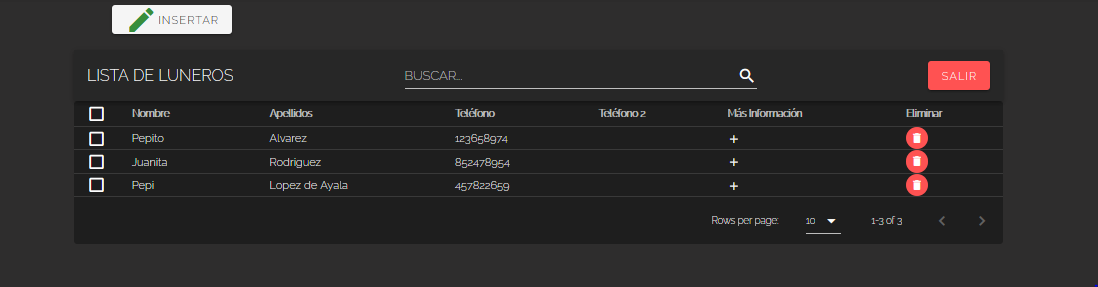 INSERTAR
LISTA DE LUNEROS BUSCAR... SALIR
Nombre Apellidos Teléfono Teléfono 2 Más Información Eliminar
Pepito Alvarez 123658974 +
Juanita Rodriguez 852478954 +
Pepi Lopez de Ayala 457822659 +
Rows per page: 10 1-3 of 3